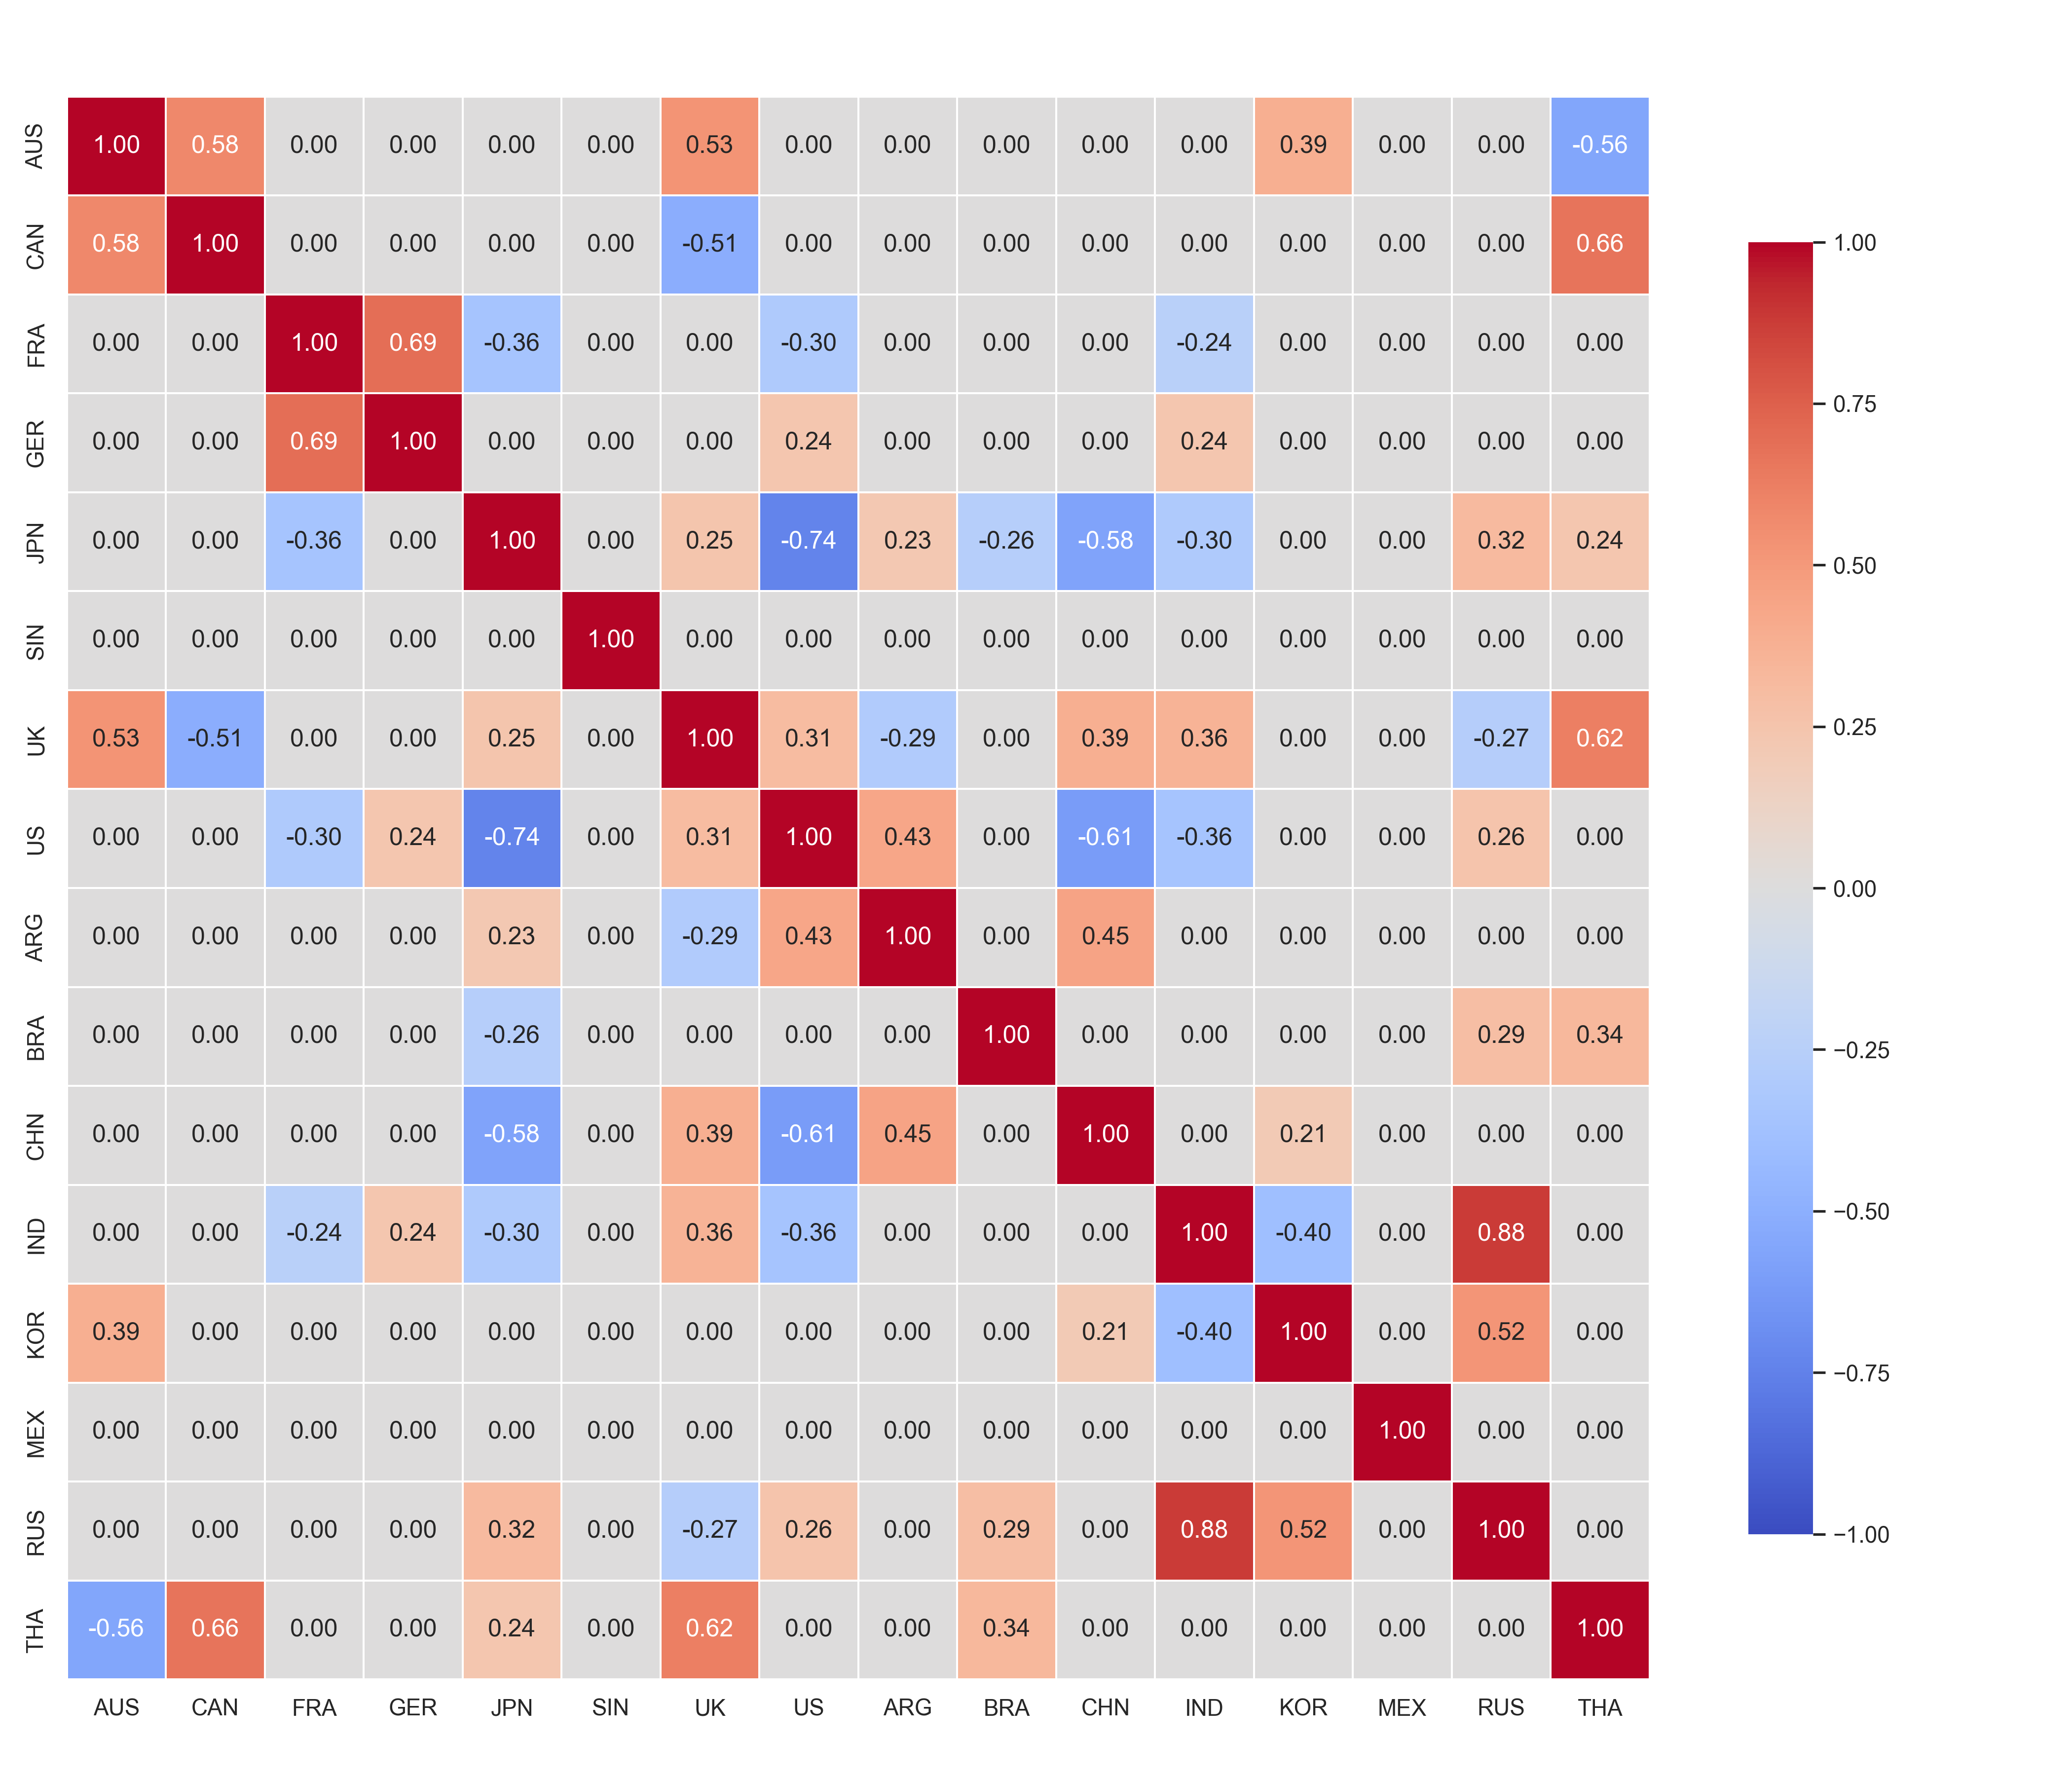 AUS 1.00 0.58 0.00 0.00 0.00 0.00 0.53 0.00 0.00 0.00 0.00 0.00 0.39 0.00 0.00 -0.56
CAN 0.58 1.00 0.00 0.00 0.00 0.00 -0.51 0.00 0.00 0.00 0.00 0.00 0.00 0.00 0.00 0.66
FRA 0.00 0.00 1.00 0.69 -0.36 0.00 0.00 -0.30 0.00 0.00 0.00 -0.24 0.00 0.00 0.00 0.00
GER 0.00 0.00 0.69 1.00 0.00 0.00 0.00 0.24 0.00 0.00 0.00 0.24 0.00 0.00 0.00 0.00
JPN 0.00 0.00 -0.36 0.00 1.00 0.00 0.25 -0.74 0.23 -0.26 -0.58 -0.30 0.00 0.00 0.32 0.24
SIN 0.00 0.00 0.00 0.00 0.00 1.00 0.00 0.00 0.00 0.00 0.00 0.00 0.00 0.00 0.00 0.00
UK 0.53 -0.51 0.00 0.00 0.25 0.00 1.00 0.31 -0.29 0.00 0.39 0.36 0.00 0.00 -0.27 0.62
US 0.00 0.00 -0.30 0.24 -0.74 0.00 0.31 1.00 0.43 0.00 -0.61 -0.36 0.00 0.00 0.26 0.00
ARG 0.00 0.00 0.00 0.00 0.23 0.00 -0.29 0.43 1.00 0.00 0.45 0.00 0.00 0.00 0.00 0.00
BRA 0.00 0.00 0.00 0.00 -0.26 0.00 0.00 0.00 0.00 1.00 0.00 0.00 0.00 0.00 0.29 0.34
CHN 0.00 0.00 0.00 0.00 -0.58 0.00 0.39 -0.61 0.45 0.00 1.00 0.00 0.21 0.00 0.00 0.00
IND 0.00 0.00 -0.24 0.24 -0.30 0.00 0.36 -0.36 0.00 0.00 0.00 1.00 -0.40 0.00 0.88 0.00
KOR 0.39 0.00 0.00 0.00 0.00 0.00 0.00 0.00 0.00 0.00 0.21 -0.40 1.00 0.00 0.52 0.00
MEX 0.00 0.00 0.00 0.00 0.00 0.00 0.00 0.00 0.00 0.00 0.00 0.00 0.00 1.00 0.00 0.00
RUS 0.00 0.00 0.00 0.00 0.32 0.00 -0.27 0.26 0.00 0.29 0.00 0.88 0.52 0.00 1.00 0.00
THA -0.56 0.66 0.00 0.00 0.24 0.00 0.62 0.00 0.00 0.34 0.00 0.00 0.00 0.00 0.00 1.00
AUS CAN FRA GER JPN SIN UK US ARG BRA CHN IND KOR MEX RUS THA
1.00
0.75
0.50
0.25
0.00
−0.25
−0.50
−0.75
−1.00